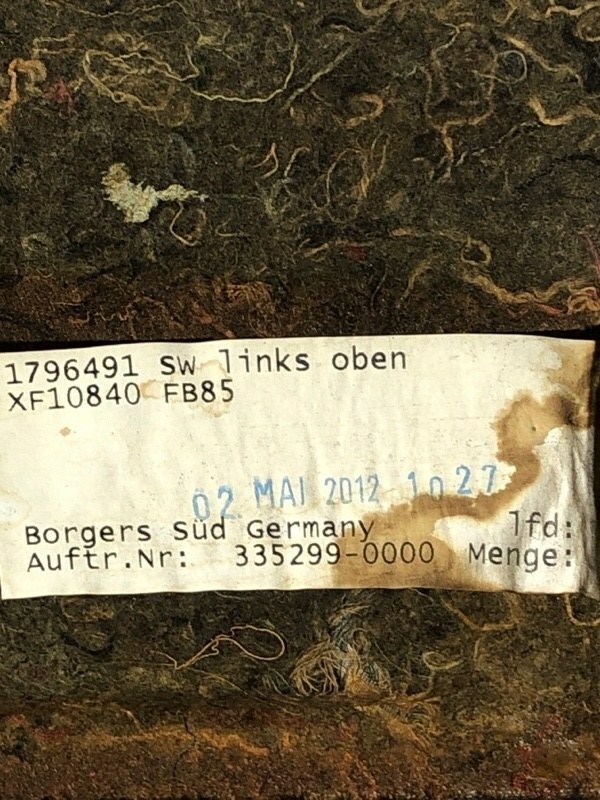 1796491 SW links oben
XF10840 FB85
02. MAI 2012 10 27
Borgers Süd Germany lfd:
Auftr.Nr: 335299-0000 Menge: